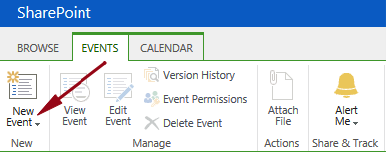 SharePoint
BROWSE EVENTS CALENDAR
New Event
View Event
Edit Event
Version History
Event Permissions
Delete Event
Attach File
Alert Me
New Manage Actions Share & Track